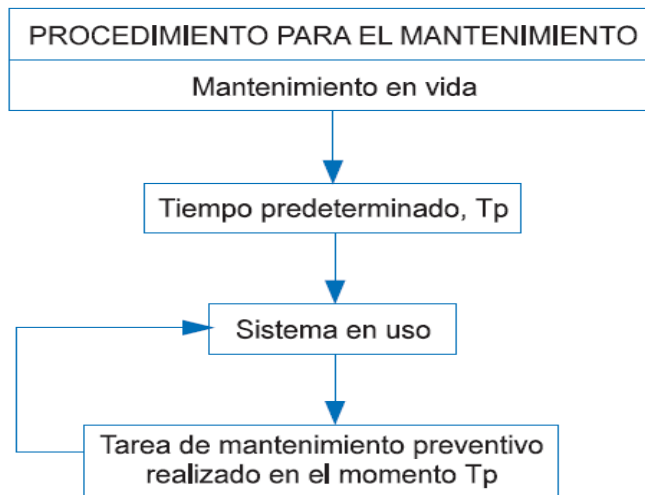 PROCEDIMIENTO PARA EL MANTENIMIENTO
Mantenimiento en vida
Tiempo predeterminado, Tp
Sistema en uso
Tarea de mantenimiento preventivo
realizado en el momento Tp